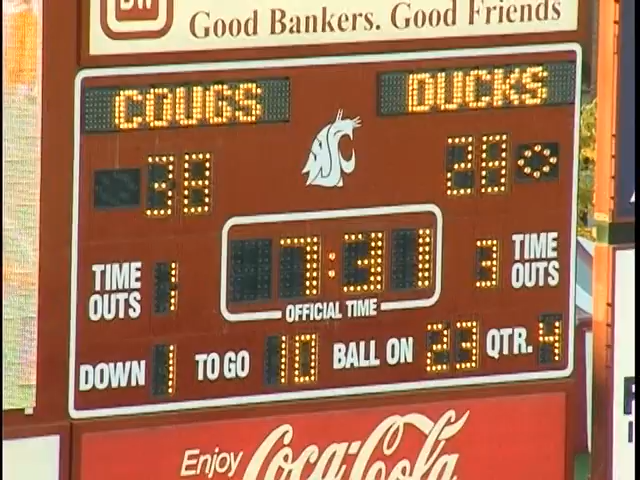 Good Bankers. Good Friends
COUGS DUCKS
38 28
7:31
TIME OUTS 1 3 TIME OUTS
OFFICIAL TIME
DOWN 1 TO GO 10 BALL ON 23 QTR. 4
Enjoy
Coca-Cola